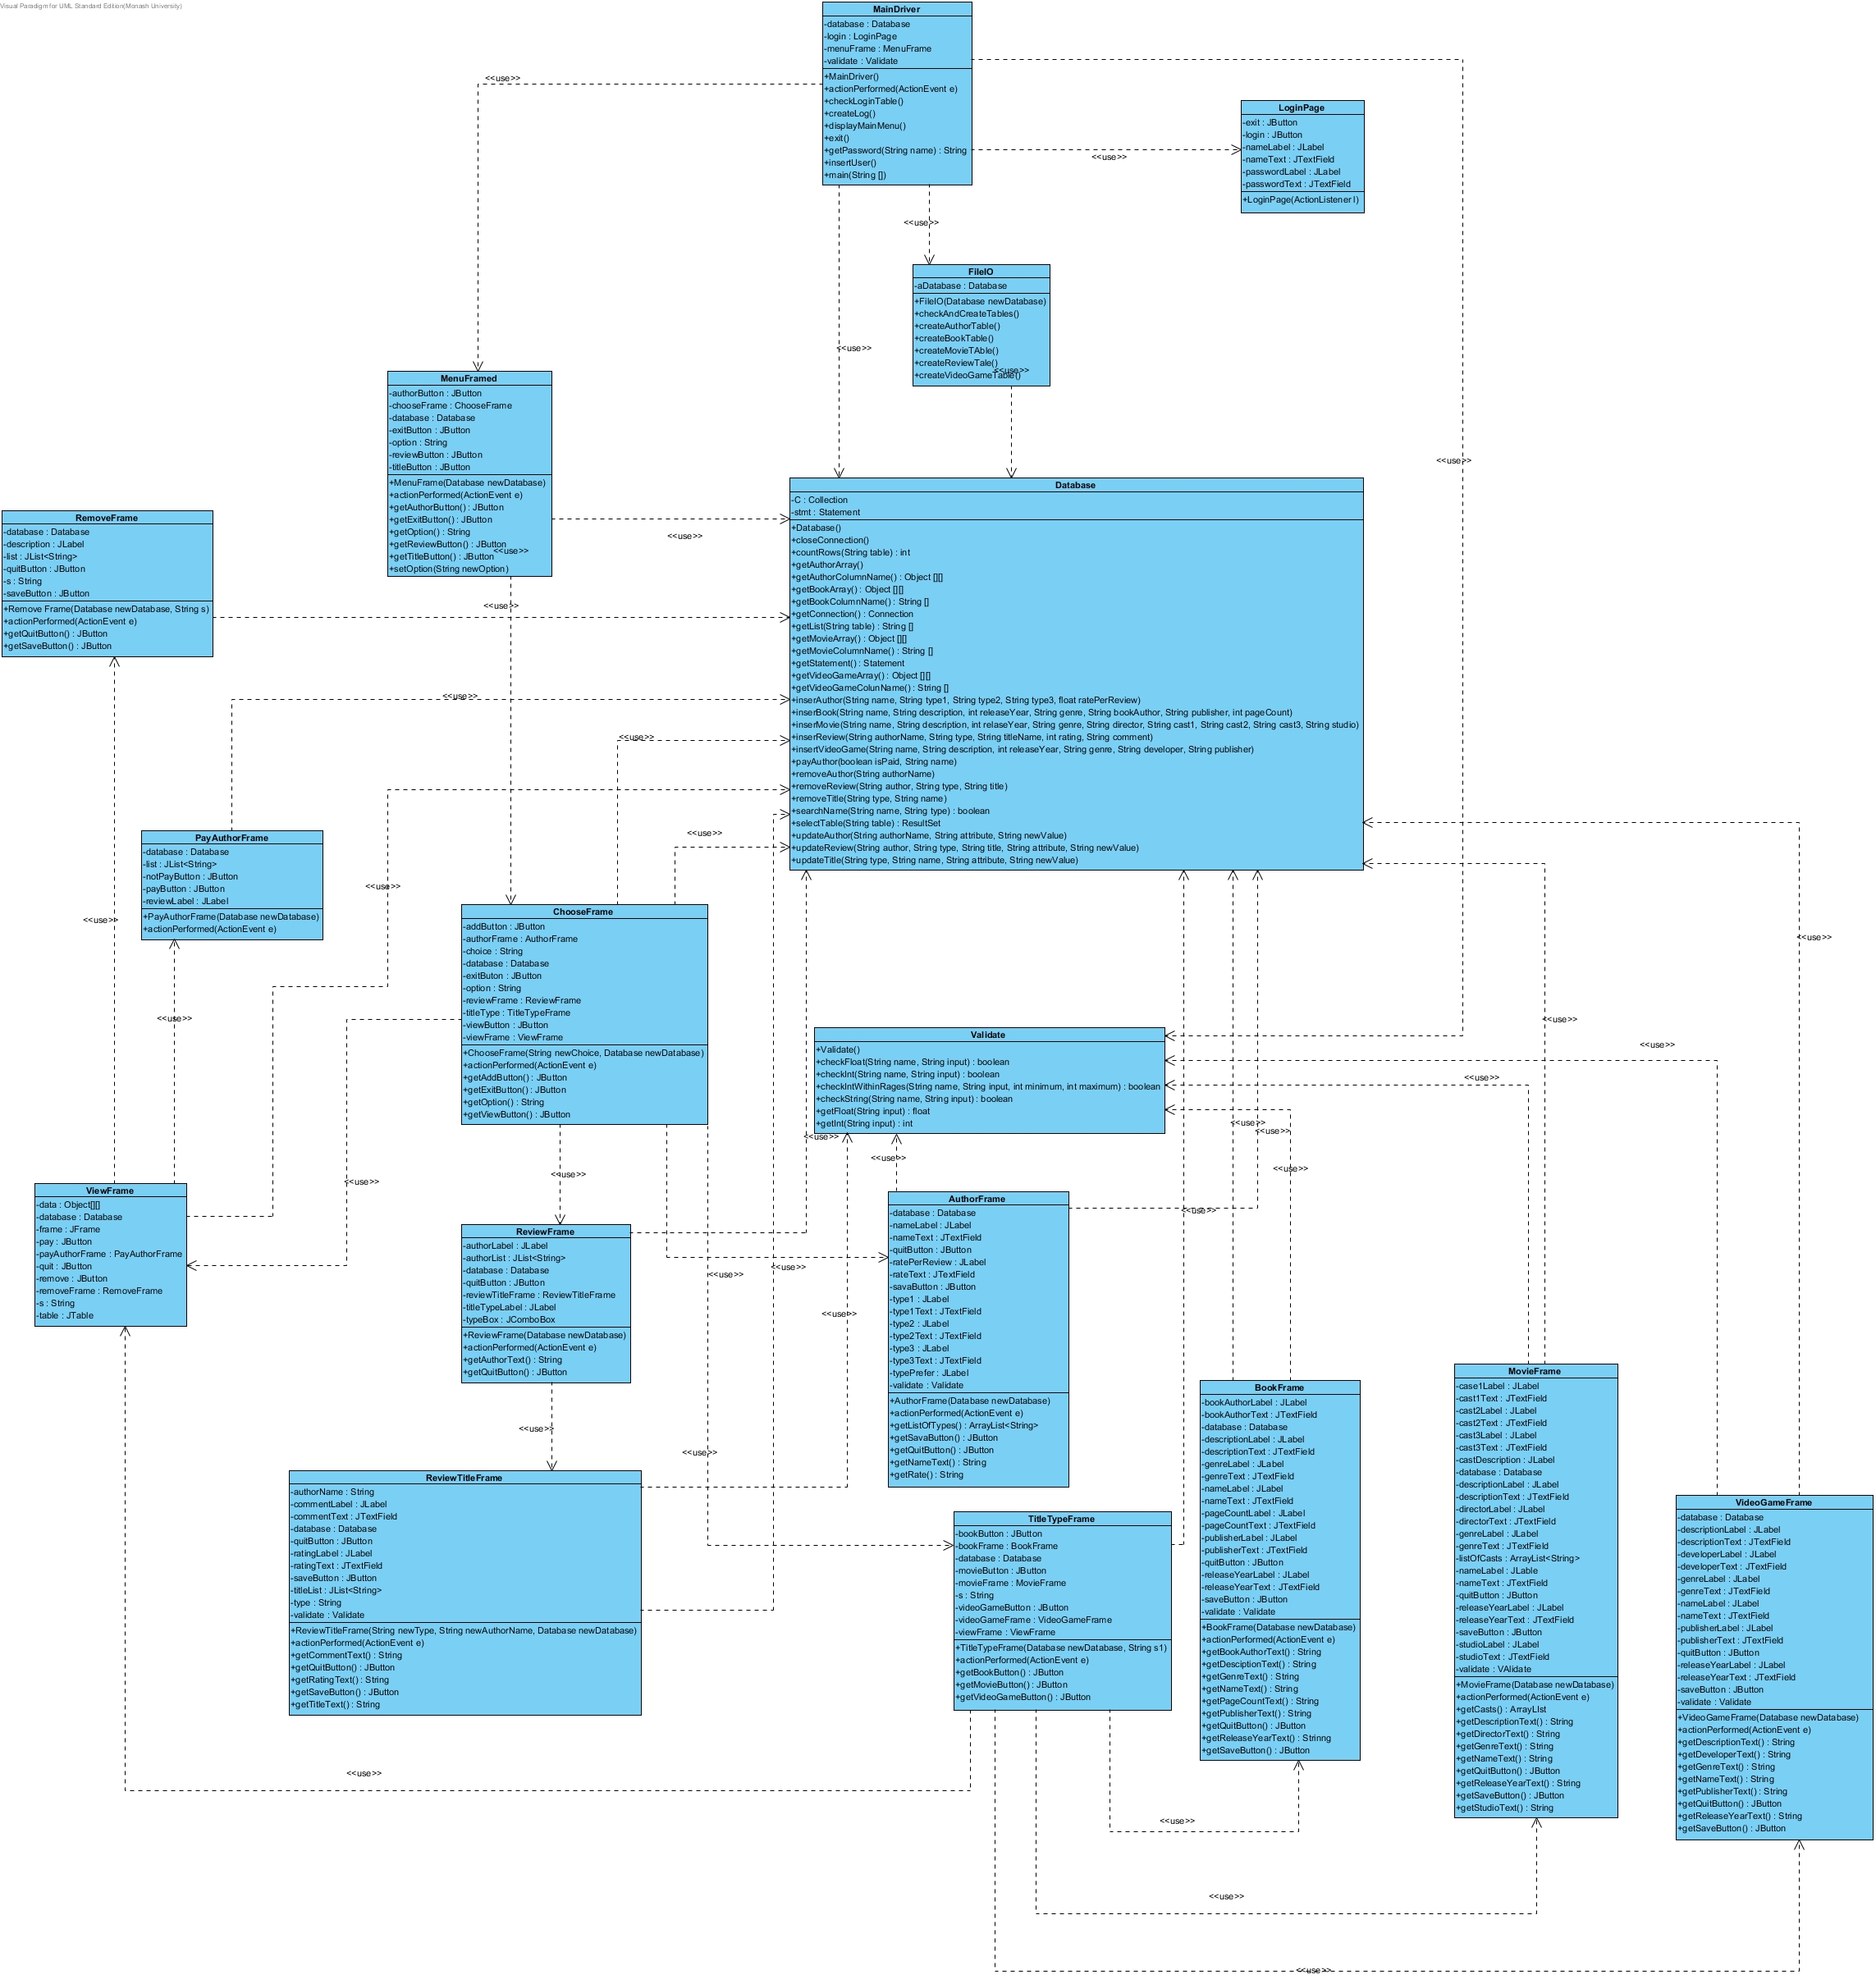 Visual Paradigm for UML Standard Edition(Monash University)
MainDriver
-database : Database
-login : LoginPage
-menuFrame : MenuFrame
-validate : Validate
+MainDriver()
+actionPerformed(ActionEvent e)
+checkLoginTable()
+createLog()
+displayMainMenu()
+exit()
+getPassword(String name) : String
+insertUser()
+main(String [])
<<use>>
<<use>>
<<use>>
<<use>>
<<use>>
LoginPage
-exit : JButton
-login : JButton
-nameLabel : JLabel
-nameText : JTextField
-passwordLabel : JLabel
-passwordText : JTextField
+LoginPage(ActionListener l)
FileIO
-aDatabase : Database
+FileIO(Database newDatabase)
+checkAndCreateTables()
+createAuthorTable()
+createBookTable()
+createMovieTAble()
+createReviewTale()
+createVideoGameTable()
<<use>>
MenuFramed
-authorButton : JButton
-chooseFrame : ChooseFrame
-database : Database
-exitButton : JButton
-option : String
-reviewButton : JButton
-titleButton : JButton
+MenuFrame(Database newDatabase)
+actionPerformed(ActionEvent e)
+getAuthorButton() : JButton
+getExitButton() : JButton
+getOption() : String
+getReviewButton() : JButton
+getTitleButton() : JButton
+setOption(String newOption)
<<use>>
<<use>>
RemoveFrame
-database : Database
-description : JLabel
-list : JList<String>
-quitButton : JButton
-s : String
-saveButton : JButton
+Remove Frame(Database newDatabase, String s)
+actionPerformed(ActionEvent e)
+getQuitButton() : JButton
+getSaveButton() : JButton
<<use>>
Database
-C : Collection
-stmt : Statement
+Database()
+closeConnection()
+countRows(String table) : int
+getAuthorArray()
+getAuthorColumnName() : Object [][]
+getBookArray() : Object [][]
+getBookColumnName() : String []
+getConnection() : Connection
+getList(String table) : String []
+getMovieArray() : Object [][]
+getMovieColumnName() : String []
+getStatement() : Statement
+getVideoGameArray() : Object [][]
+getVideoGameColunName() : String []
+inserAuthor(String name, String type1, String type2, String type3, float ratePerReview)
+inserBook(String name, String description, int releaseYear, String genre, String bookAuthor, String publisher, int pageCount)
+inserMovie(String name, String description, int relaseYear, String genre, String director, String cast1, String cast2, String cast3, String studio)
+inserReview(String authorName, String type, String titleName, int rating, String comment)
+insertVideoGame(String name, String description, int releaseYear, String genre, String developer, String publisher)
+payAuthor(boolean isPaid, String name)
+removeAuthor(String authorName)
+removeReview(String author, String type, String title)
+removeTitle(String type, String name)
+searchName(String name, String type) : boolean
+selectTable(String table) : ResultSet
+updateAuthor(String authorName, String attribute, String newValue)
+updateReview(String author, String type, String title, String attribute, String newValue)
+updateTitle(String type, String name, String attribute, String newValue)
<<use>>
<<use>>
<<use>>
<<use>>
<<use>>
<<use>>
<<use>>
PayAuthorFrame
-database : Database
-list : JList<String>
-notPayButton : JButton
-payButton : JButton
-reviewLabel : JLabel
+PayAuthorFrame(Database newDatabase)
+actionPerformed(ActionEvent e)
<<use>>
ChooseFrame
-addButton : JButton
-authorFrame : AuthorFrame
-choice : String
-database : Database
-exitButon : JButton
-option : String
-reviewFrame : ReviewFrame
-titleType : TitleTypeFrame
-viewButton : JButton
-viewFrame : ViewFrame
+ChooseFrame(String newChoice, Database newDatabase)
+actionPerformed(ActionEvent e)
+getAddButton() : JButton
+getExitButton() : JButton
+getOption() : String
+getViewButton() : JButton
<<use>>
<<use>>
<<use>>
Validate
+Validate()
+checkFloat(String name, String input) : boolean
+checkInt(String name, String input) : boolean
+checkIntWithinRages(String name, String input, int minimum, int maximum) : boolean
+checkString(String name, String input) : boolean
+getFloat(String input) : float
+getInt(String input) : int
<<use>>
<<use>>
<<use>>
<<use>>
<<use>>
<<use>>
<<use>>
<<use>>
ViewFrame
-data : Object[][]
-database : Database
-frame : JFrame
-pay : JButton
-payAuthorFrame : PayAuthorFrame
-quit : JButton
-remove : JButton
-removeFrame : RemoveFrame
-s : String
-table : JTable
ReviewFrame
-authorLabel : JLabel
-authorList : JList<String>
-database : Database
-quitButton : JButton
-reviewTitleFrame : ReviewTitleFrame
-titleTypeLabel : JLabel
-typeBox : JComboBox
+ReviewFrame(Database newDatabase)
+actionPerformed(ActionEvent e)
+getAuthorText() : String
+getQuitButton() : JButton
<<use>>
<<use>>
<<use>>
<<use>>
<<use>>
AuthorFrame
-database : Database
-nameLabel : JLabel
-nameText : JTextField
-quitButton : JButton
-ratePerReview : JLabel
-rateText : JTextField
-savaButton : JButton
-type1 : JLabel
-type1Text : JTextField
-type2 : JLabel
-type2Text : JTextField
-type3 : JLabel
-type3Text : JTextField
-typePrefer : JLabel
-validate : Validate
+AuthorFrame(Database newDatabase)
+actionPerformed(ActionEvent e)
+getListOfTypes() : ArrayList<String>
+getSavaButton() : JButton
+getQuitButton() : JButton
+getNameText() : String
+getRate() : String
BookFrame
-bookAuthorLabel : JLabel
-bookAuthorText : JTextField
-database : Database
-descriptionLabel : JLabel
-descriptionText : JTextField
-genreLabel : JLabel
-genreText : JTextField
-nameLabel : JLabel
-nameText : JTextField
-pageCountLabel : JLabel
-pageCountText : JTextField
-publisherLabel : JLabel
-publisherText : JTextField
-quitButton : JButton
-releaseYearLabel : JLabel
-releaseYearText : JTextField
-saveButton : JButton
-validate : Validate
+BookFrame(Database newDatabase)
+actionPerformed(ActionEvent e)
+getBookAuthorText() : String
+getDesciptionText() : String
+getGenreText() : String
+getNameText() : String
+getPageCountText() : String
+getPublisherText() : String
+getQuitButton() : JButton
+getReleaseYearText() : Strinng
+getSaveButton() : JButton
MovieFrame
-case1Label : JLabel
-cast1Text : JTextField
-cast2Label : JLabel
-cast2Text : JTextField
-cast3Label : JLabel
-cast3Text : JTextField
-castDescription : JLabel
-database : Database
-descriptionLabel : JLabel
-descriptionText : JTextField
-directorLabel : JLabel
-directorText : JTextField
-genreLabel : JLabel
-genreText : JTextField
-listOfCasts : ArrayList<String>
-nameLabel : JLable
-nameText : JTextField
-quitButton : JButton
-releaseYearLabel : JLabel
-releaseYearText : JTextField
-saveButton : JButton
-studioLabel : JLabel
-studioText : JTextField
-validate : VAlidate
+MovieFrame(Database newDatabase)
+actionPerformed(ActionEvent e)
+getCasts() : ArrayLIst
+getDescriptionText() : String
+getDirectorText() : String
+getGenreText() : String
+getNameText() : String
+getQuitButton() : JButton
+getReleaseYearText() : String
+getSaveButton() : JButton
+getStudioText() : String
VideoGameFrame
-database : Database
-descriptionLabel : JLabel
-descriptionText : JTextField
-developerLabel : JLabel
-developerText : JTextField
-genreLabel : JLabel
-genreText : JTextField
-nameLabel : JLabel
-nameText : JTextField
-publisherLabel : JLabel
-publisherText : JTextField
-quitButton : JButton
-releaseYearLabel : JLabel
-releaseYearText : JTextField
-saveButton : JButton
-validate : Validate
+VideoGameFrame(Database newDatabase)
+actionPerformed(ActionEvent e)
+getDescriptionText() : String
+getDeveloperText() : String
+getGenreText() : String
+getNameText() : String
+getPublisherText() : String
+getQuitButton() : JButton
+getReleaseYearText() : String
+getSaveButton() : JButton
ReviewTitleFrame
-authorName : String
-commentLabel : JLabel
-commentText : JTextField
-database : Database
-quitButton : JButton
-ratingLabel : JLabel
-ratingText : JTextField
-saveButton : JButton
-titleList : JList<String>
-type : String
-validate : Validate
+ReviewTitleFrame(String newType, String newAuthorName, Database newDatabase)
+actionPerformed(ActionEvent e)
+getCommentText() : String
+getQuitButton() : JButton
+getRatingText() : String
+getSaveButton() : JButton
+getTitleText() : String
TitleTypeFrame
-bookButton : JButton
-bookFrame : BookFrame
-database : Database
-movieButton : JButton
-movieFrame : MovieFrame
-s : String
-videoGameButton : JButton
-videoGameFrame : VideoGameFrame
-viewFrame : ViewFrame
+TitleTypeFrame(Database newDatabase, String s1)
+actionPerformed(ActionEvent e)
+getBookButton() : JButton
+getMovieButton() : JButton
+getVideoGameButton() : JButton
<<use>>
<<use>>
<<use>>
<<use>>